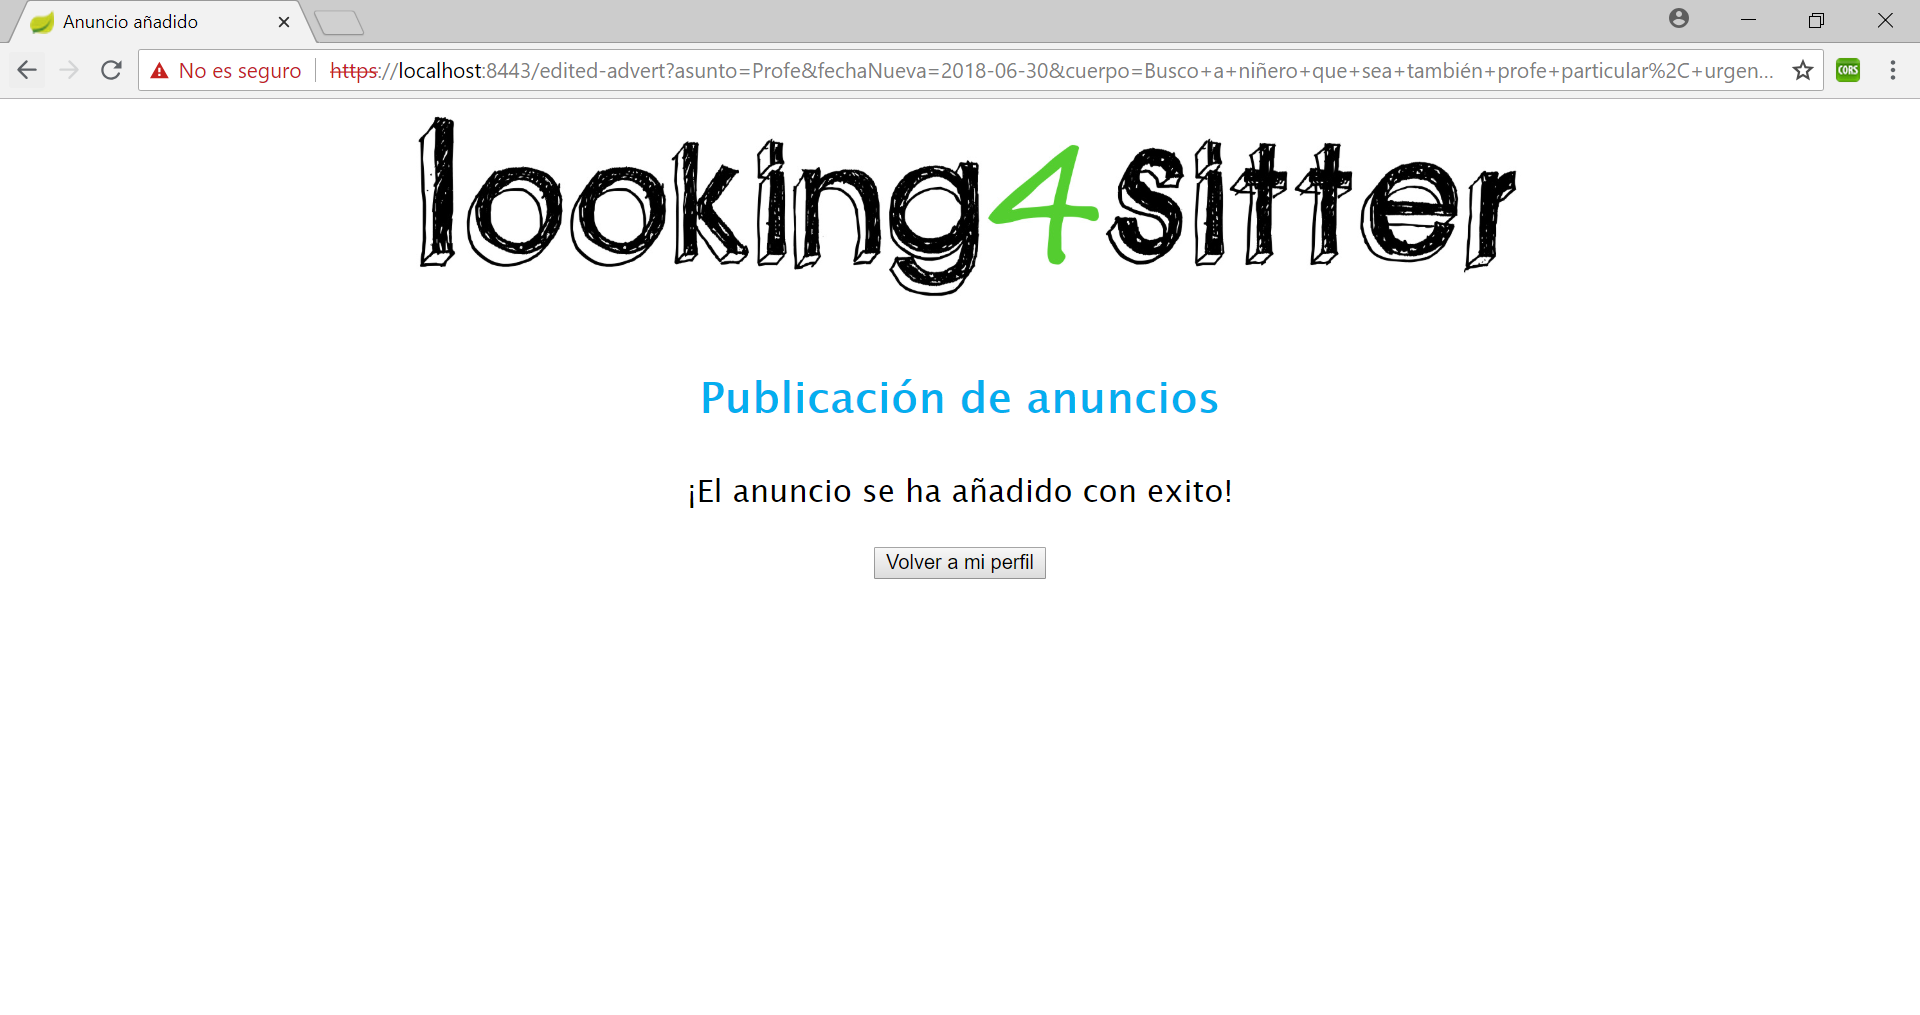 Anuncio añadido
No es seguro https://localhost:8443/edited-advert?asunto=Profe&fechaNueva=2018-06-30&cuerpo=Busco+a+niñero+que+sea+también+profe+particular%2C+urgen...
CORS
looking4sitter
Publicación de anuncios
¡El anuncio se ha añadido con exito!
Volver a mi perfil